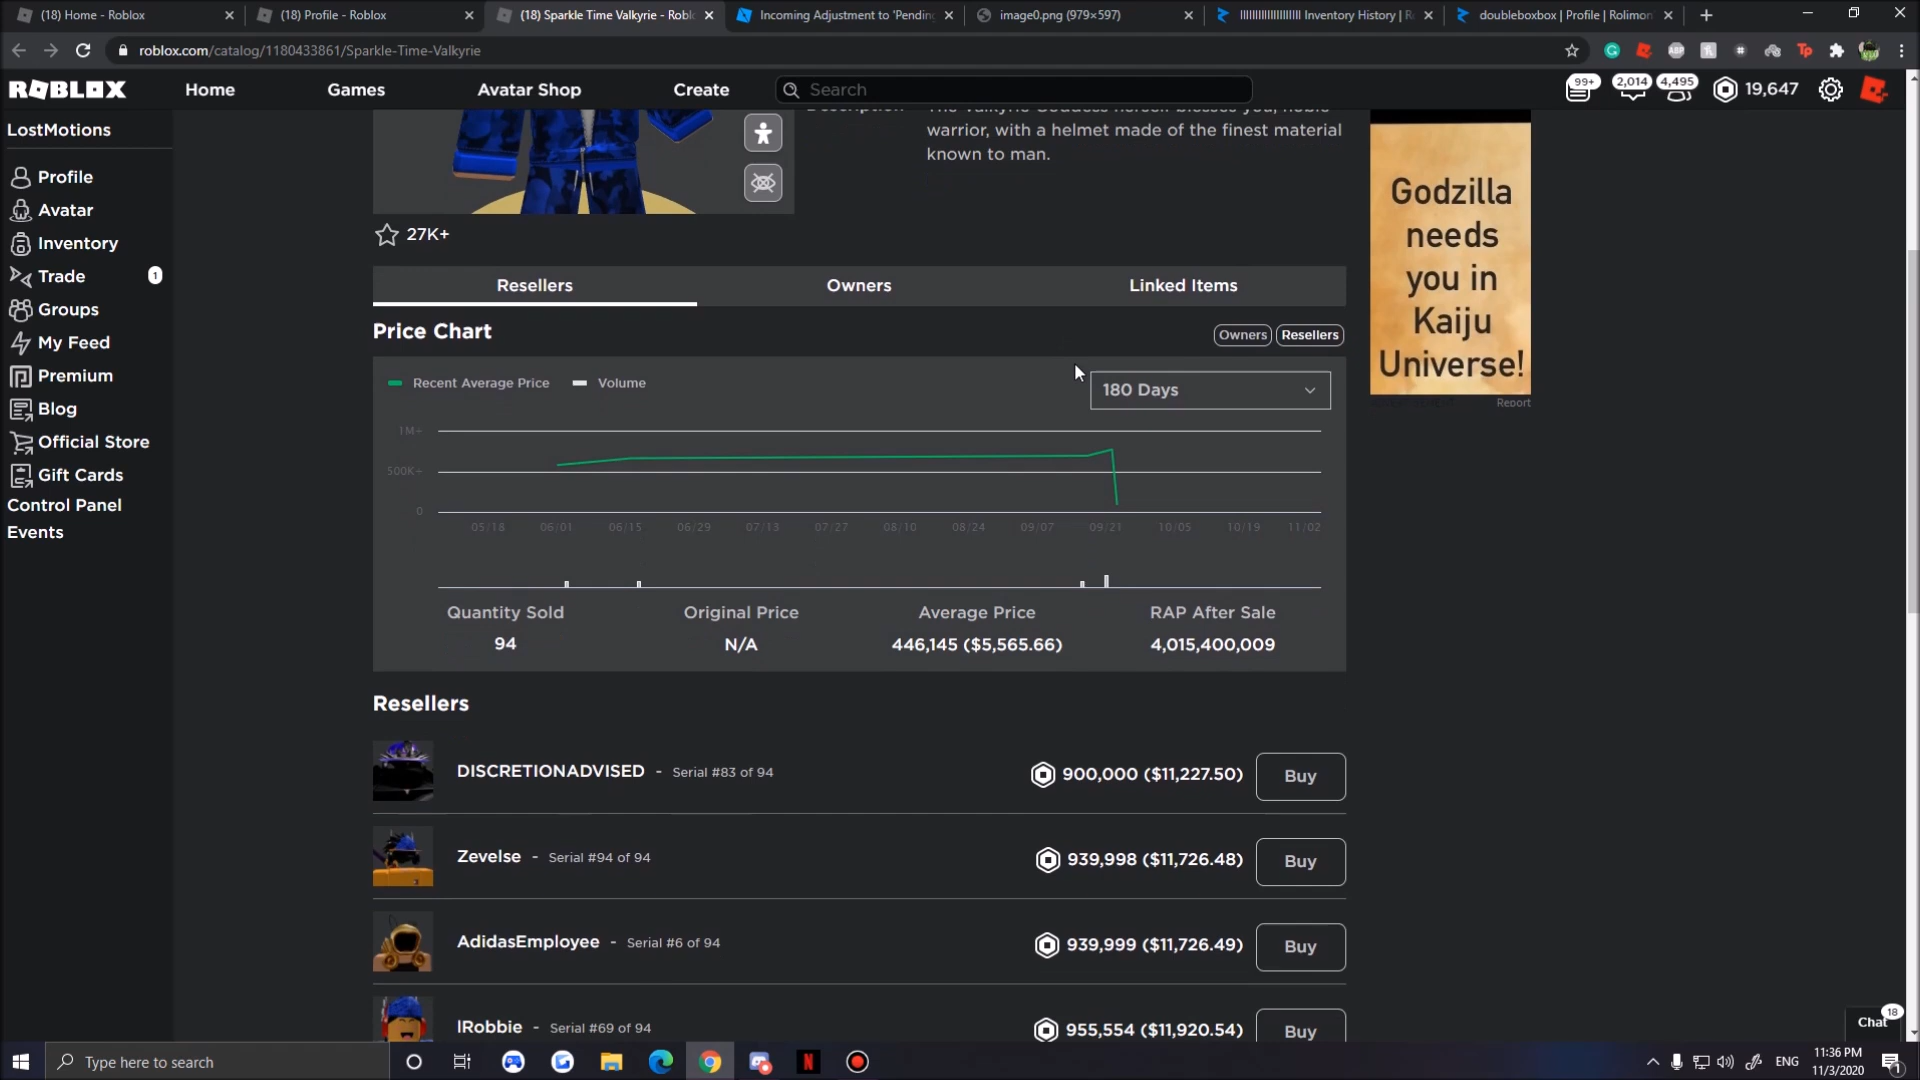 (18) Home - Roblox
(18) Profile - Roblox
(18) Sparkle Time Valkyrie - Robl
Incoming Adjustment to 'Pending
image0.png (979×597)
Inventory History | R
doubleboxbox | Profile | Rolimon'
roblox.com/catalog/1180433861/Sparkle-Time-Valkyrie
ROBLOX
Home
Games
Avatar Shop
Create
Search
99+
2,014
4,495
19,647
LostMotions
Profile
Avatar
Inventory
Trade
1
Groups
My Feed
Premium
Blog
Official Store
Gift Cards
Control Panel
Events
warrior, with a helmet made of the finest material
known to man.
27K+
Resellers
Owners
Linked Items
Price Chart
Owners
Resellers
Recent Average Price
Volume
180 Days
1M+
500K+
0
05/18 06/01 06/15 06/29 07/13 07/27 08/10 08/24 09/07 09/21 10/05 10/19 11/02
Quantity Sold
Original Price
Average Price
RAP After Sale
94
N/A
446,145 ($5,565.66)
4,015,400,009
Resellers
DISCRETIONADVISED - Serial #83 of 94
900,000 ($11,227.50)
Buy
Zevelse - Serial #94 of 94
939,998 ($11,726.48)
Buy
AdidasEmployee - Serial #6 of 94
939,999 ($11,726.49)
Buy
IRobbie - Serial #69 of 94
955,554 ($11,920.54)
Buy
Godzilla
needs
you in
Kaiju
Universe!
Report
Chat
18
Type here to search
ENG
11:36 PM
11/3/2020
1